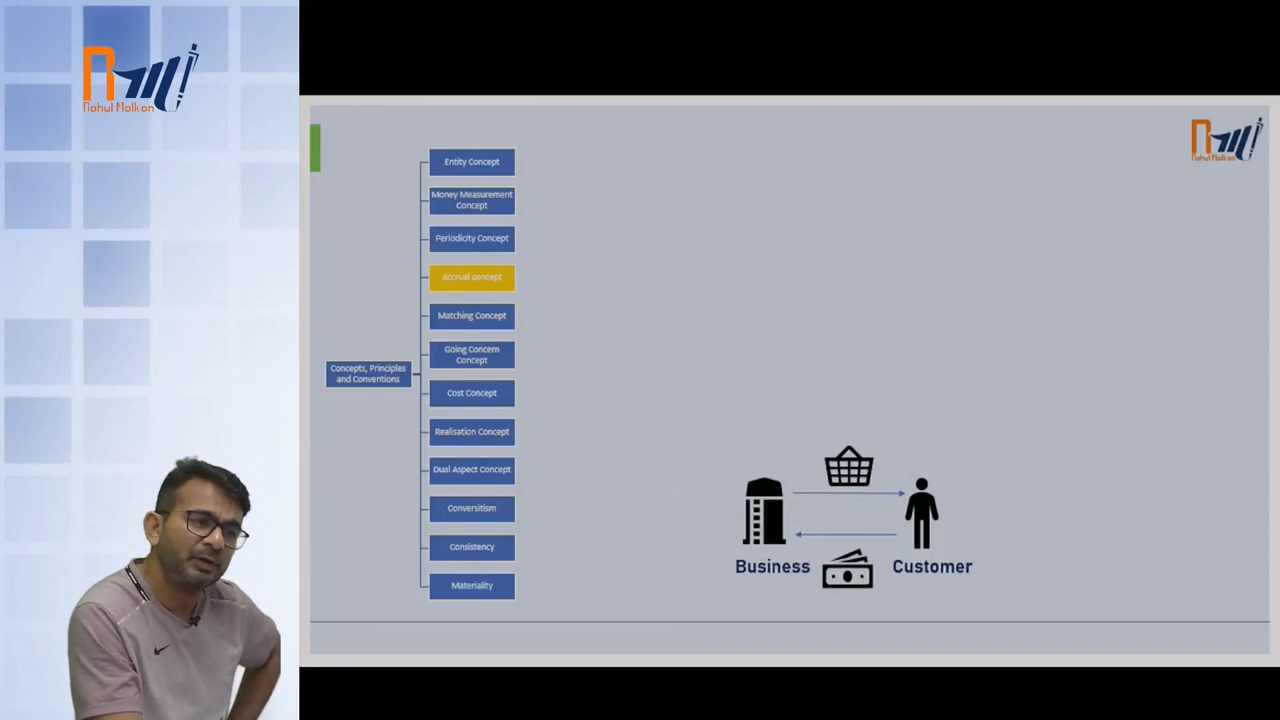 Rahul Malkan
Rahul Malkan
Entity Concept
Money Measurement
Concept
Periodicity Concept
Accrual concept
Matching Concept
Going Concern
Concept
Concepts, Principles
and Conventions
Cost Concept
Realisation Concept
Dual Aspect Concept
Conversitism
Consistency
Materiality
Business
Customer